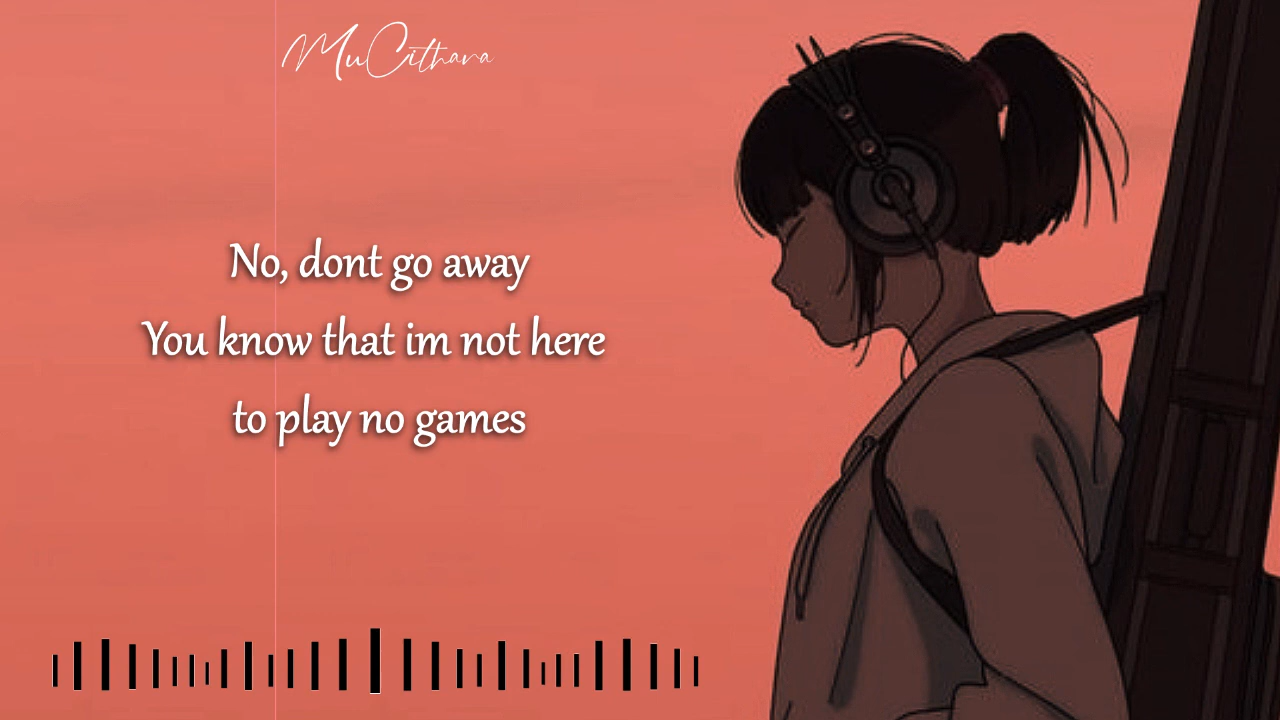 MuCithara
No, dont go away
You know that im not here
to play no games